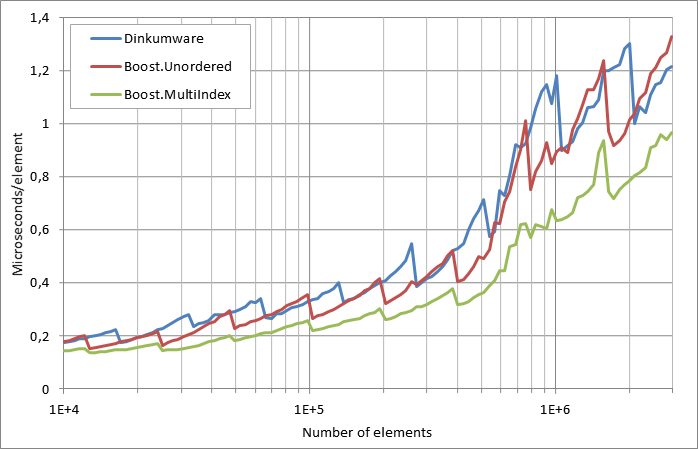 1,4
1,2
1
0,8
0,6
0,4
0,2
0
Microseconds/element
Dinkumware
Boost.Unordered
Boost.MultiIndex
1E+4
1E+5
1E+6
Number of elements